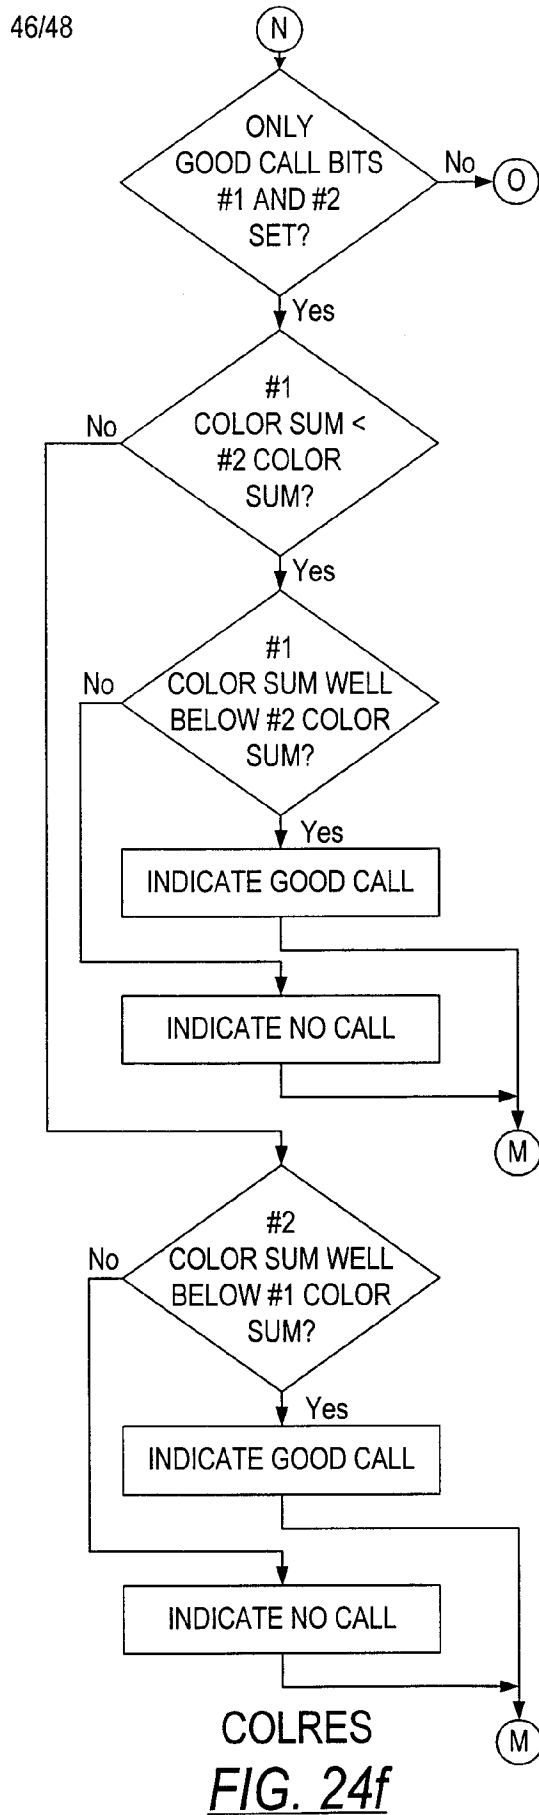 46/48
N
ONLY
GOOD CALL BITS
#1 AND #2
SET?
No
O
Yes
#1
COLOR SUM <
#2 COLOR
SUM?
No
Yes
#1
COLOR SUM WELL
BELOW #2 COLOR
SUM?
No
Yes
INDICATE GOOD CALL
INDICATE NO CALL
M
#2
COLOR SUM WELL
BELOW #1 COLOR
SUM?
No
Yes
INDICATE GOOD CALL
INDICATE NO CALL
M
COLRES
FIG. 24f